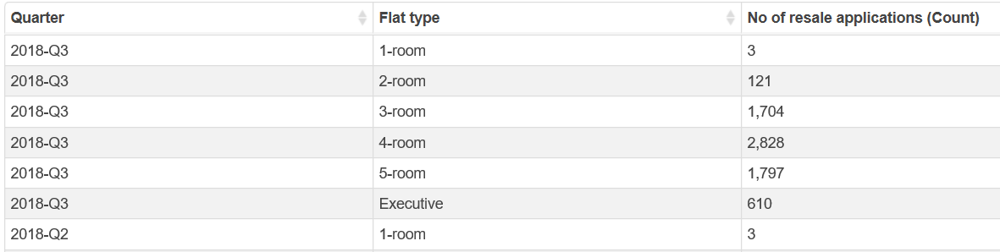 Quarter Flat type No of resale applications (Count)
2018-Q3 1-room 3
2018-Q3 2-room 121
2018-Q3 3-room 1,704
2018-Q3 4-room 2,828
2018-Q3 5-room 1,797
2018-Q3 Executive 610
2018-Q2 1-room 3